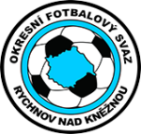 OKRESNÍ FOTBALOVÝ SVAZ
RYCHNOV NAD KNĚŽNOU